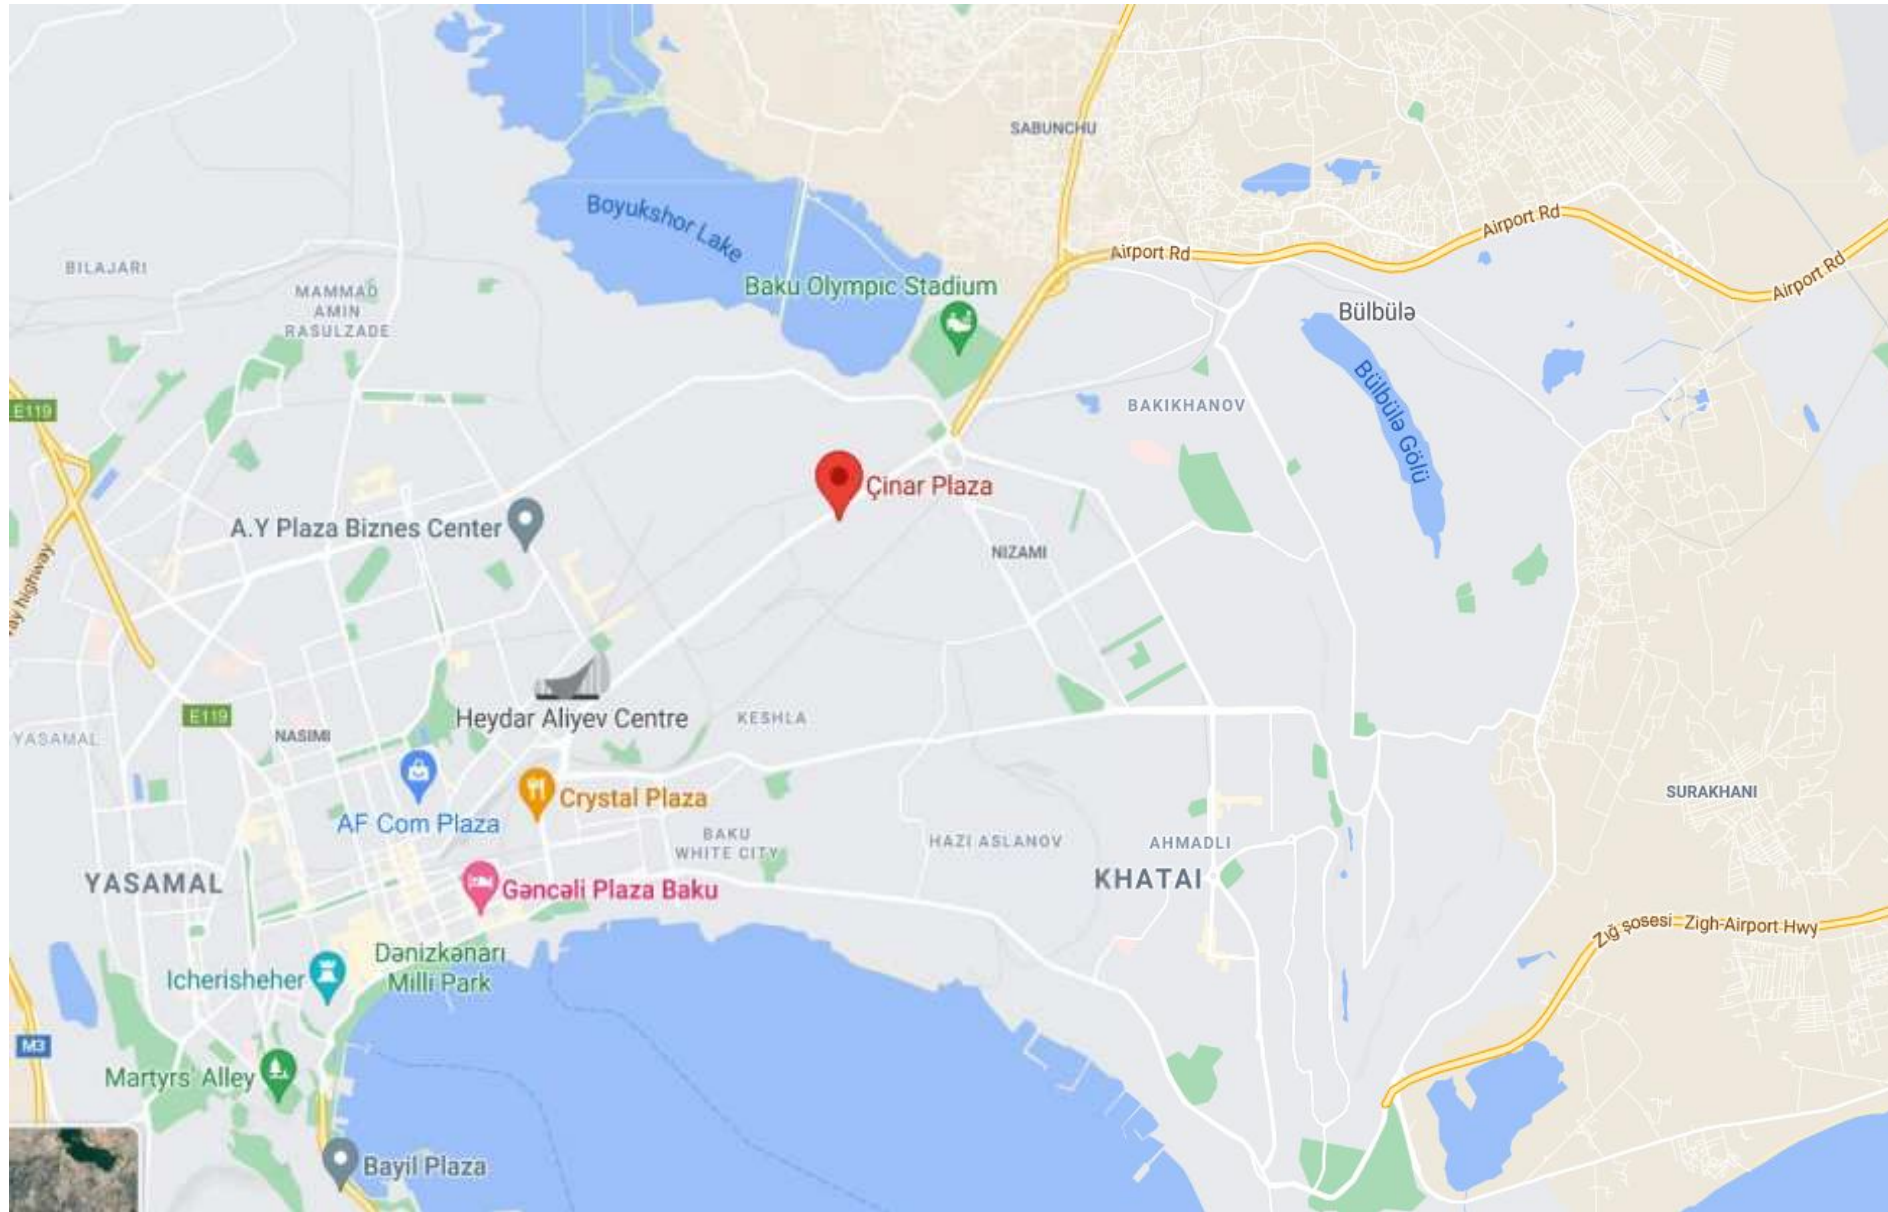 SABUNCHU
Boyukshor Lake
Airport Rd
Airport Rd
Airport Rd
BILAJARI
MAMMAD
AMIN
RASULZADE
Baku Olympic Stadium
Bülbülə
Bülbülə Gölü
E119
BAKIKHANOV
Çinar Plaza
A.Y Plaza Biznes Center
NIZAMI
highway
E119
Heydar Aliyev Centre
KESHLA
YASAMAL
NASIMI
AF Com Plaza
Crystal Plaza
BAKU
WHITE CITY
HAZI ASLANOV
AHMADLI
SURAKHANI
YASAMAL
KHATAI
Gəncəli Plaza Baku
Zığ şosesi
Zigh-Airport Hwy
Dənizkənarı
Milli Park
Icherisheher
M3
Martyrs' Alley
Bayil Plaza